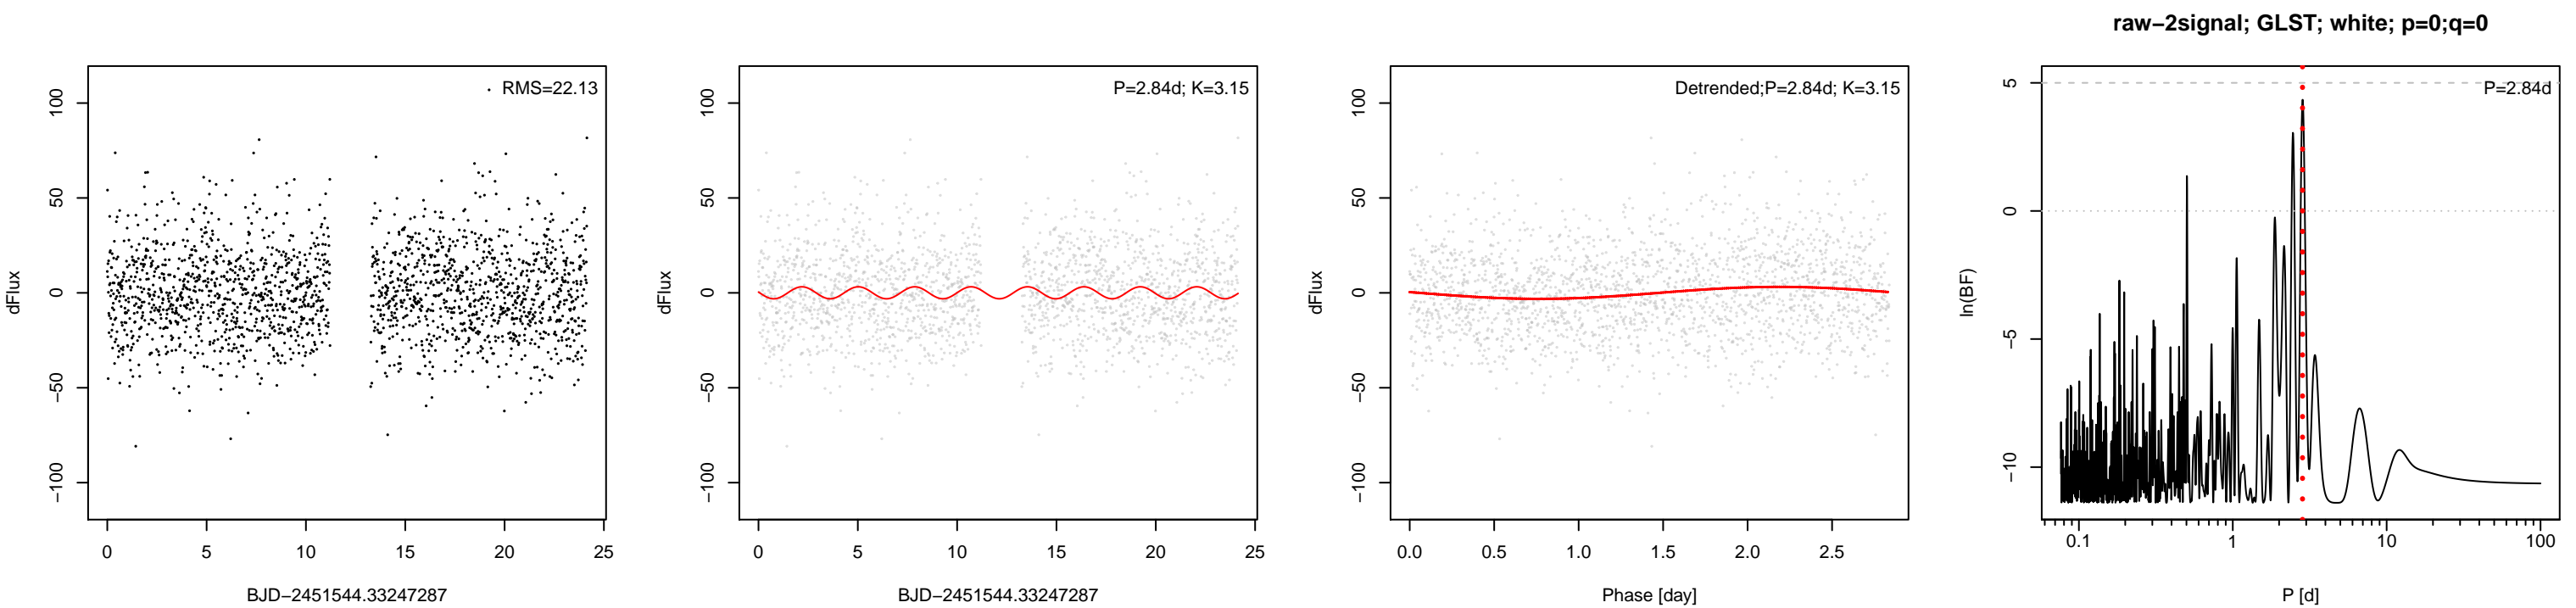 raw−2signal; GLST; white; p=0;q=0
RMS=22.13
100
50
0
−50
−100
dFlux
0 5 10 15 20 25
BJD−2451544.33247287
P=2.84d; K=3.15
100
50
0
−50
−100
dFlux
0 5 10 15 20 25
BJD−2451544.33247287
Detrended;P=2.84d; K=3.15
100
50
0
−50
−100
dFlux
0.0 0.5 1.0 1.5 2.0 2.5
Phase [day]
P=2.84d
5
0
−5
−10
ln(BF)
0.1 1 10 100
P [d]